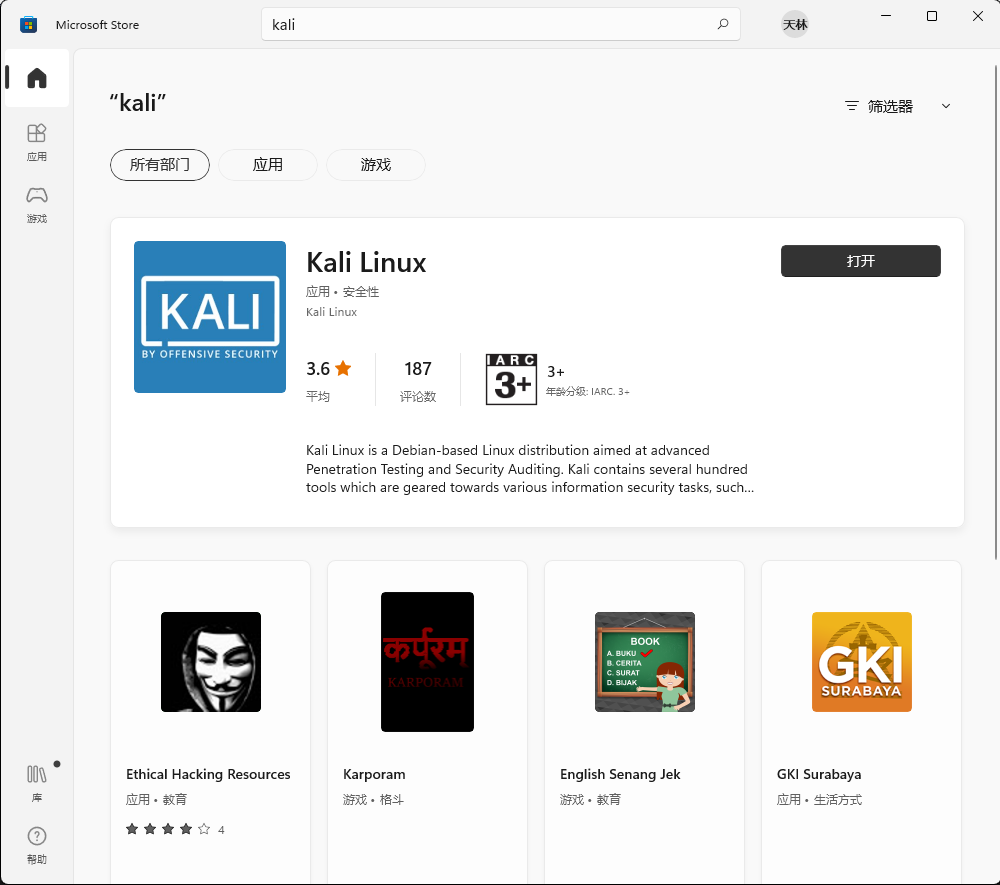 Microsoft Store
kali
天林
“kali”
筛选器
所有部门
应用
游戏
应用
游戏
KALI
BY OFFENSIVE SECURITY
Kali Linux
应用 • 安全性
Kali Linux
打开
3.6
平均
187
评论数
IARC
3+
3+
年龄分级: IARC. 3+
Kali Linux is a Debian-based Linux distribution aimed at advanced
Penetration Testing and Security Auditing. Kali contains several hundred
tools which are geared towards various information security tasks, such...
Ethical Hacking Resources
应用 • 教育
4
कर्पूरम
KARPORAM
Karporam
游戏 • 格斗
BOOK
A. BUKU
B. CERITA
C. SURAT
D. BIJAK
English Senang Jek
游戏 • 教育
GKI
SURABAYA
GKI Surabaya
应用 • 生活方式
库
帮助